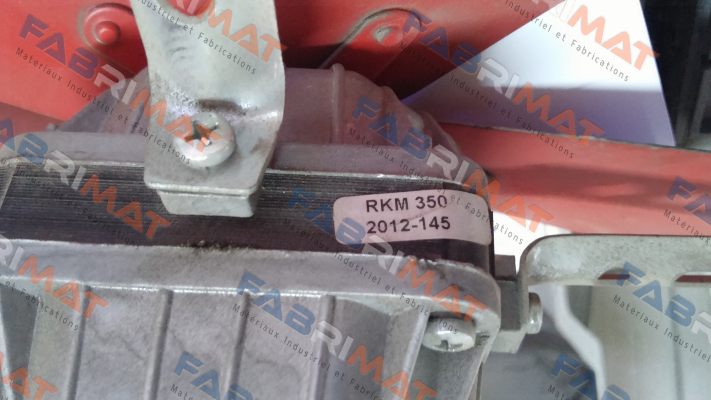 RKM 350
2012-145
FABRIMAT
Matériaux Industriel et Fabrications